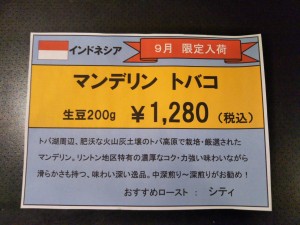 インドネシア
9月 限定入荷
マンデリン トバコ
生豆200g ￥1,280 (税込)
トバ湖周辺、肥沃な火山灰土壌のトバ高原で栽培・厳選された
マンデリン。リントン地区特有の濃厚なコク・力強い味わいながら
滑らかさも持つ、味わい深い逸品。中深煎り～深煎りがお勧め!
おすすめロースト : シティ